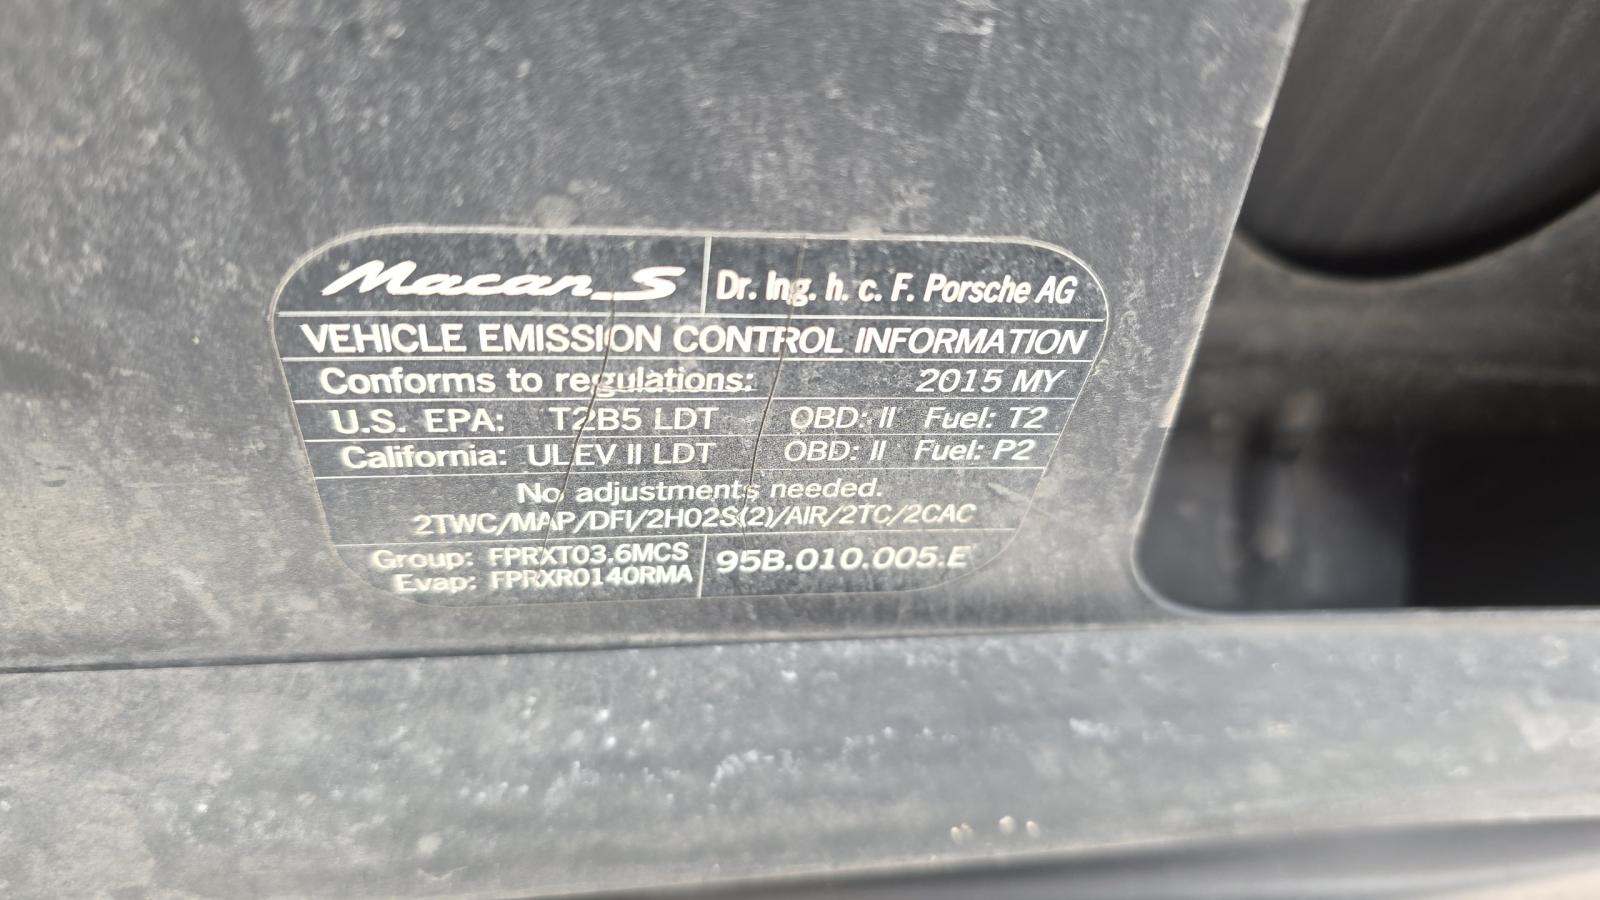 Macan S Dr. Ing. h. c. F. Porsche AG
VEHICLE EMISSION CONTROL INFORMATION
Conforms to regulations: 2015 MY
U.S. EPA: T2B5 LDT OBD: II Fuel: T2
California: ULEV II LDT OBD: II Fuel: P2
No adjustments needed.
2TWC/MAP/DFI/2HO2S(2)/AIR/2TC/2CAC
Group: FPRXT03.6MCS 95B.010.005.E
Evap: FPRXR0140RMA